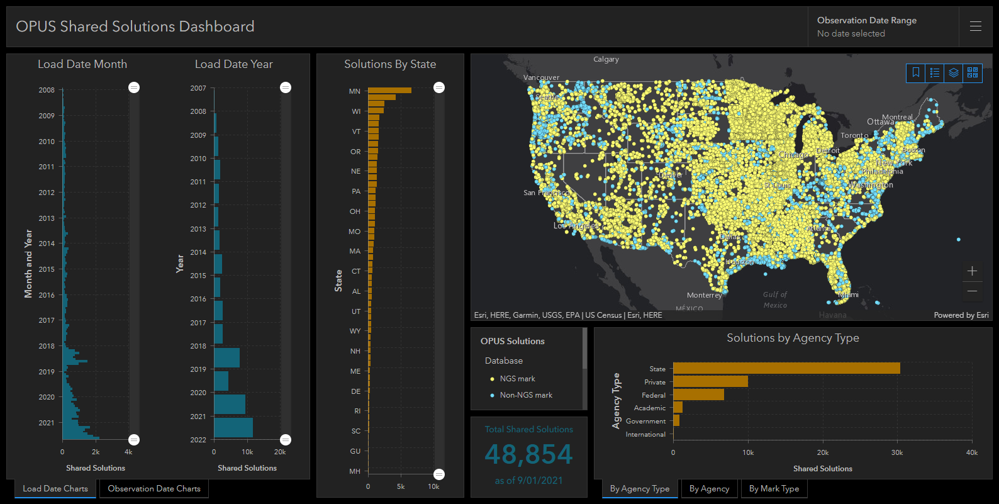 OPUS Shared Solutions Dashboard
Observation Date Range
No date selected
Load Date Month
2008
2009
2010
2011
2012
2013
2014
2015
2016
2017
2018
2019
2020
2021
Month and Year
0
2k
4k
Shared Solutions
Load Date Year
2007
2008
2009
2010
2011
2012
2013
2014
2015
2016
2017
2018
2019
2020
2021
2022
Year
0
10k
20k
Shared Solutions
Load Date Charts
Observation Date Charts
Solutions By State
MN
WI
VT
OR
NE
PA
OH
MO
MA
CT
AL
UT
WY
NH
ME
DE
RI
SC
GU
MH
State
0
5k
10k
Calgary
Vancouver
Seattle
Montreal
Ottawa
Toronto
Boston
Chicago
Detroit
New York
Philadelphia
Denver
St Louis
Washington
San Francisco
Los Angeles
Atlanta
Dallas
Houston
Monterrey
Gulf of
Mexico
Miami
MÉXICO
Havana
Esri, HERE, Garmin, USGS, EPA | US Census | Esri, HERE
Powered by Esri
OPUS Solutions
Database
NGS mark
Non-NGS mark
Total Shared Solutions
48,854
as of 9/01/2021
Solutions by Agency Type
State
Private
Federal
Academic
Government
International
Agency Type
0
10k
20k
30k
40k
Shared Solutions
By Agency Type
By Agency
By Mark Type